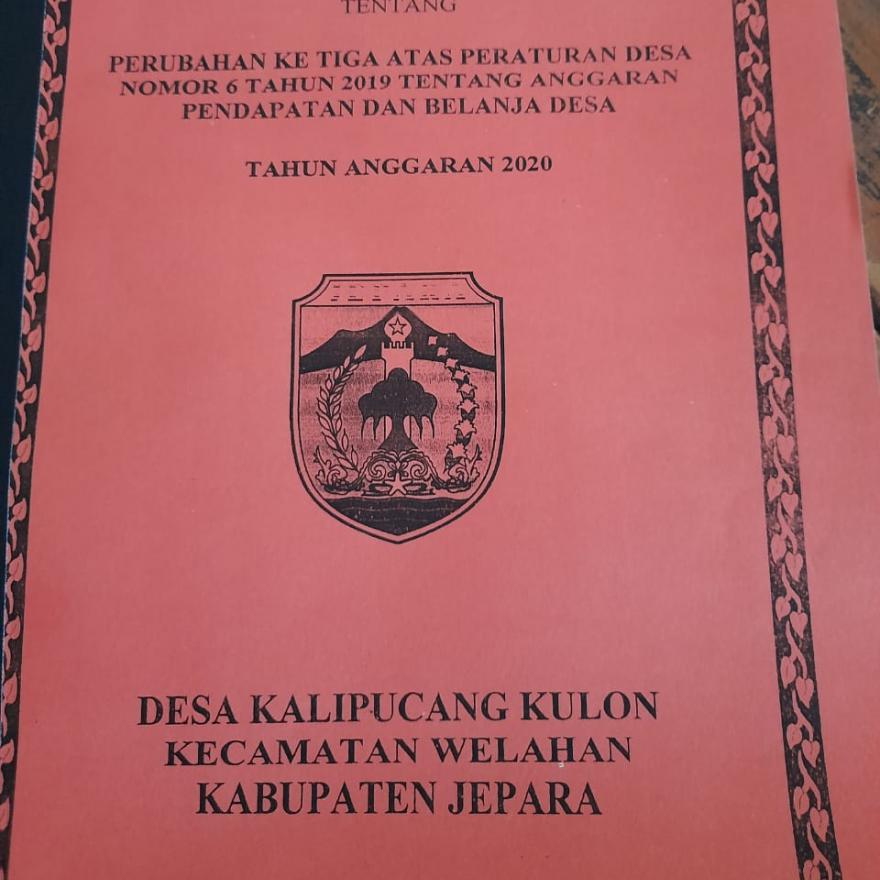 TENTANG
PERUBAHAN KE TIGA ATAS PERATURAN DESA
NOMOR 6 TAHUN 2019 TENTANG ANGGARAN
PENDAPATAN DAN BELANJA DESA
TAHUN ANGGARAN 2020
DESA KALIPUCANG KULON
KECAMATAN WELAHAN
KABUPATEN JEPARA